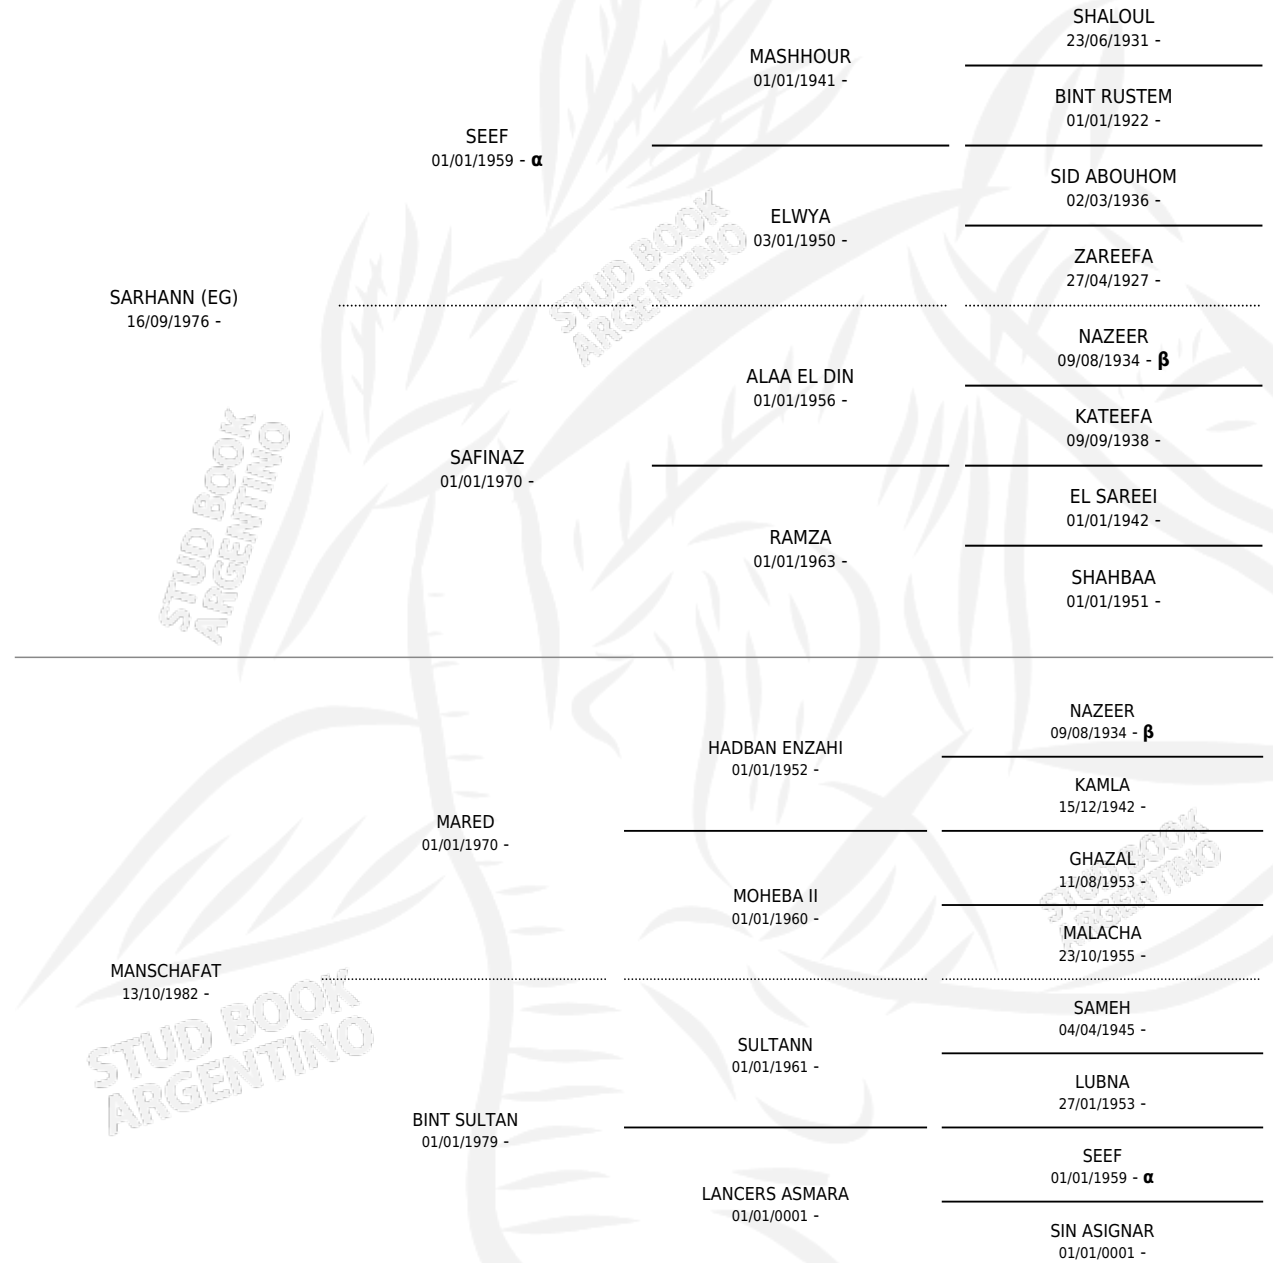 SHALOUL
23/06/1931 -
MASHHOUR
01/01/1941 -
BINT RUSTEM
01/01/1922 -
SEEF
01/01/1959 - α
SID ABOUHOM
02/03/1936 -
ELWYA
03/01/1950 -
ZAREEFA
27/04/1927 -
SARHANN (EG)
16/09/1976 -
NAZEER
09/08/1934 - β
ALAA EL DIN
01/01/1956 -
KATEEFA
09/09/1938 -
SAFINAZ
01/01/1970 -
EL SAREEI
01/01/1942 -
RAMZA
01/01/1963 -
SHAHBAA
01/01/1951 -
NAZEER
09/08/1934 - β
HADBAN ENZAHI
01/01/1952 -
KAMLA
15/12/1942 -
MARED
01/01/1970 -
GHAZAL
11/08/1953 -
MOHEBA II
01/01/1960 -
MALACHA
23/10/1955 -
MANSCHAFAT
13/10/1982 -
SAMEH
04/04/1945 -
SULTANN
01/01/1961 -
LUBNA
27/01/1953 -
BINT SULTAN
01/01/1979 -
SEEF
01/01/1959 - α
LANCERS ASMARA
01/01/0001 -
SIN ASIGNAR
01/01/0001 -
STUD BOOK
ARGENTINO
STUD BOOK
ARGENTINO
STUD BOOK
ARGENTINO
STUD BOOK
ARGENTINO